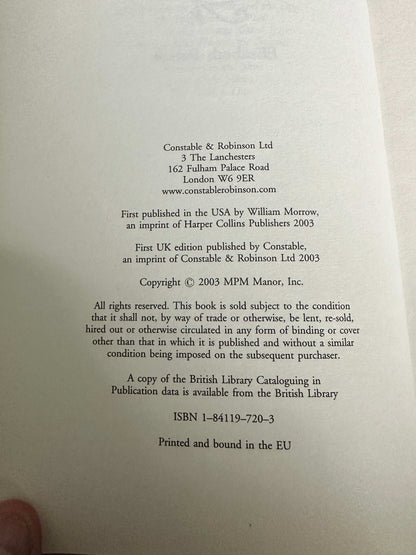 Constable & Robinson Ltd
3 The Lanchesters
162 Fulham Palace Road
London W6 9ER
www.constablerobinson.com
First published in the USA by William Morrow,
an imprint of Harper Collins Publishers 2003
First UK edition published by Constable,
an imprint of Constable & Robinson Ltd 2003
Copyright © 2003 MPM Manor, Inc.
All rights reserved. This book is sold subject to the condition
that it shall not, by way of trade or otherwise, be lent, re-sold,
hired out or otherwise circulated in any form of binding or cover
other than that in which it is published and without a similar
condition being imposed on the subsequent purchaser.
A copy of the British Library Cataloguing in
Publication data is available from the British Library
ISBN 1–84119–720–3
Printed and bound in the EU